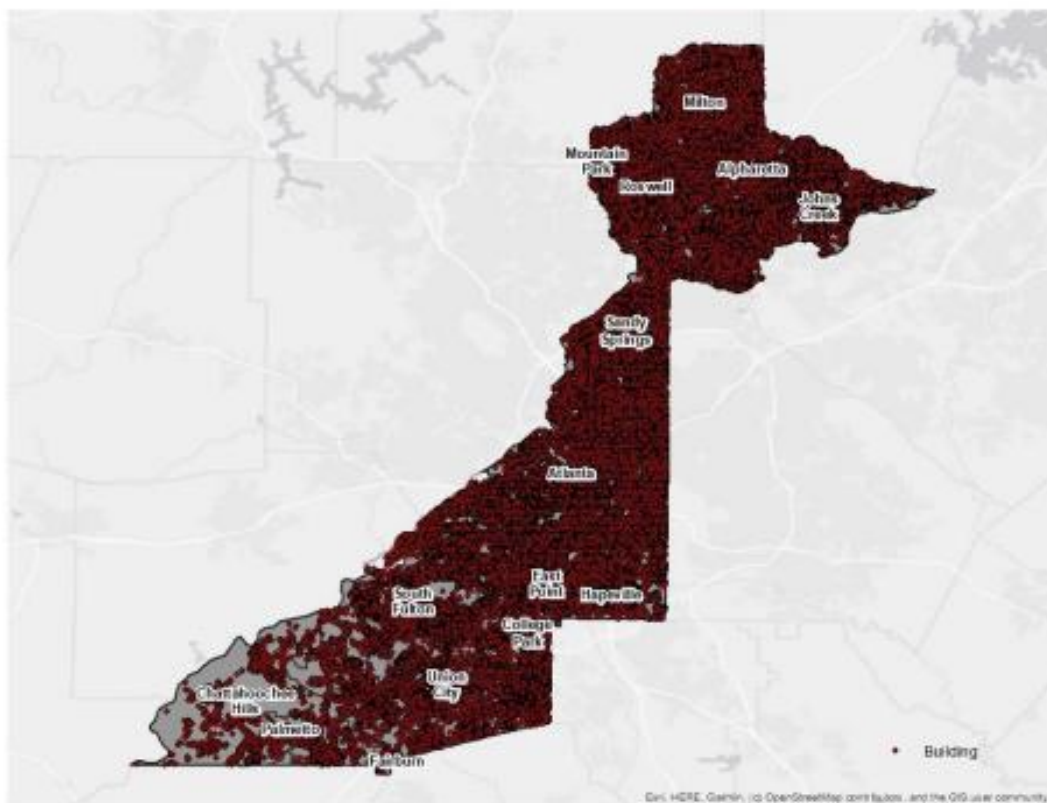 Milton
Mountain
Park
Alpharetta
Roswell
Johns
Creek
Sandy
Springs
Atlanta
East
Point
Hapeville
South
Fulton
College
Park
Union
City
Chattahoochee
Hills
Palmetto
Fairburn
Building
Esri, HERE, Garmin, (c) OpenStreetMap contributors, and the GIS user community